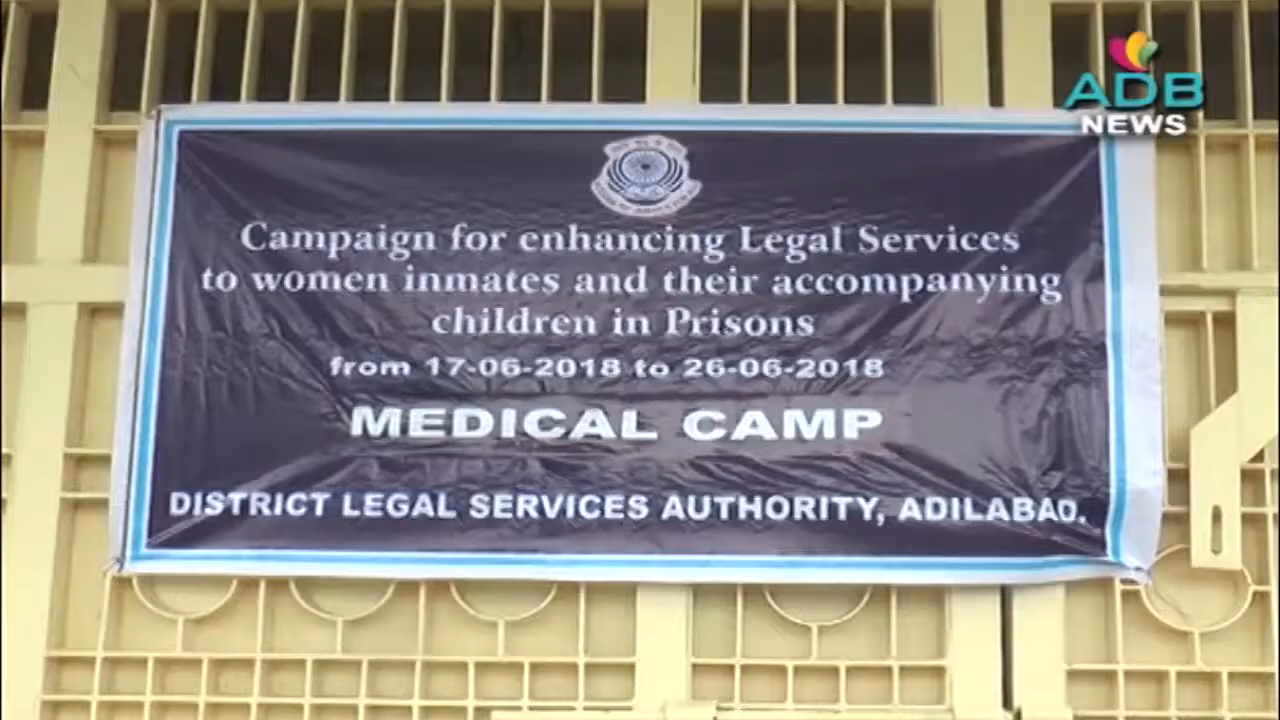 ADB
NEWS
Campaign for enhancing Legal Services
to women inmates and their accompanying
children in Prisons
from 17-06-2018 to 26-06-2018
MEDICAL CAMP
DISTRICT LEGAL SERVICES AUTHORITY, ADILABAD.